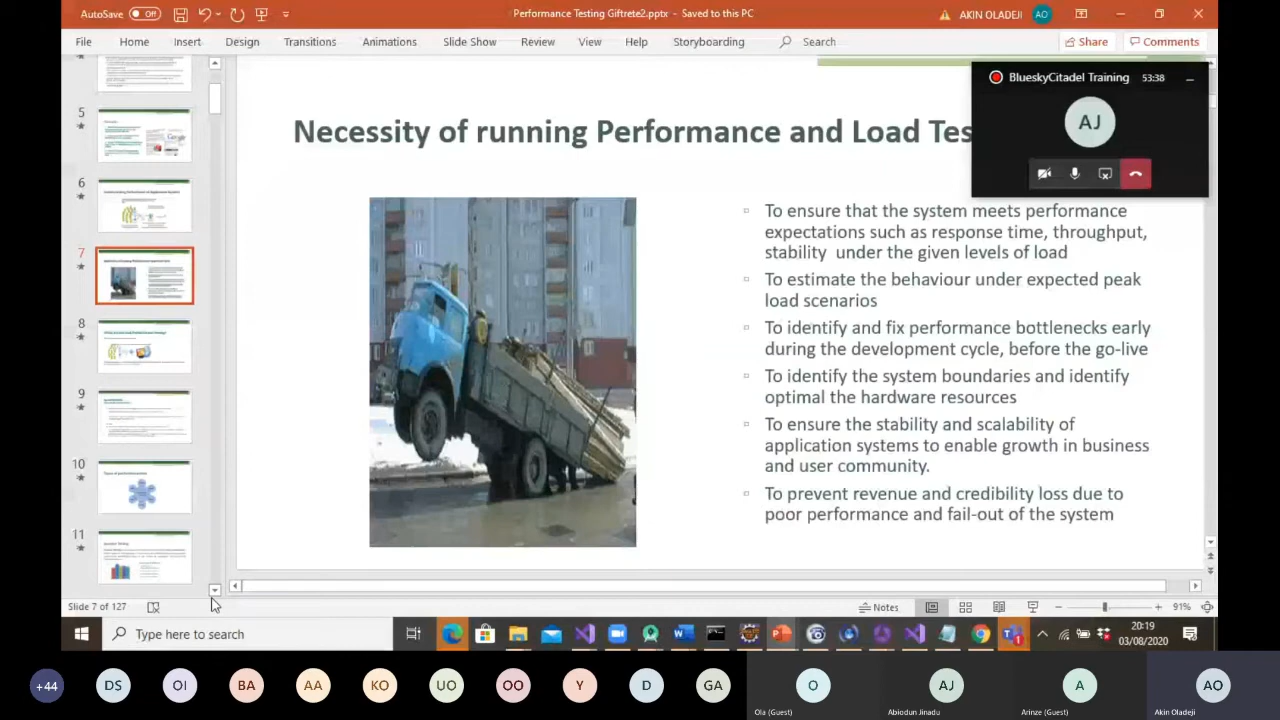 AutoSave Off
Performance Testing Giftrete2.pptx - Saved to this PC
AKIN OLADEJI AO
File Home Insert Design Transitions Animations Slide Show Review View Help Storyboarding Search Share Comments
BlueskyCitadel Training 53:38
AJ
5
6
7
8
9
10
11
Necessity of running Performance and Load Tes
To ensure that the system meets performance
expectations such as response time, throughput,
stability under the given levels of load
To estimate the behaviour under expected peak
load scenarios
To identify and fix performance bottlenecks early
during the development cycle, before the go-live
To identify the system boundaries and identify
optimal the hardware resources
To ensure the stability and scalability of
application systems to enable growth in business
and user community.
To prevent revenue and credibility loss due to
poor performance and fail-out of the system
Slide 7 of 127
Notes
91%
Type here to search
20:19
03/08/2020
+44 DS OI BA AA KO UO OO Y D GA O AJ A AO
Ola (Guest) Abiodun Jinadu Arinze (Guest) Akin Oladeji